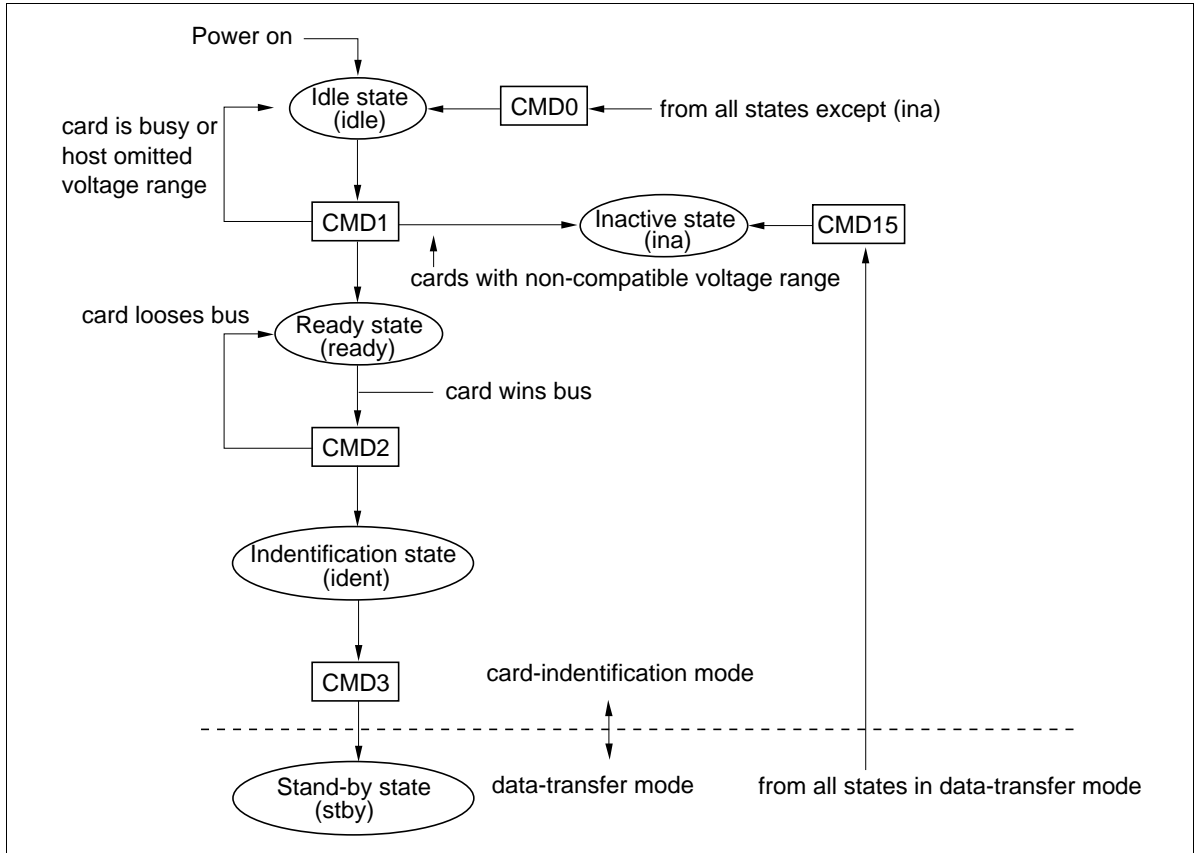 Power on
Idle state
(idle)
CMD0
from all states except (ina)
card is busy or
host omitted
voltage range
CMD1
Inactive state
(ina)
CMD15
cards with non-compatible voltage range
card looses bus
Ready state
(ready)
card wins bus
CMD2
Indentification state
(ident)
CMD3
card-indentification mode
data-transfer mode
from all states in data-transfer mode
Stand-by state
(stby)